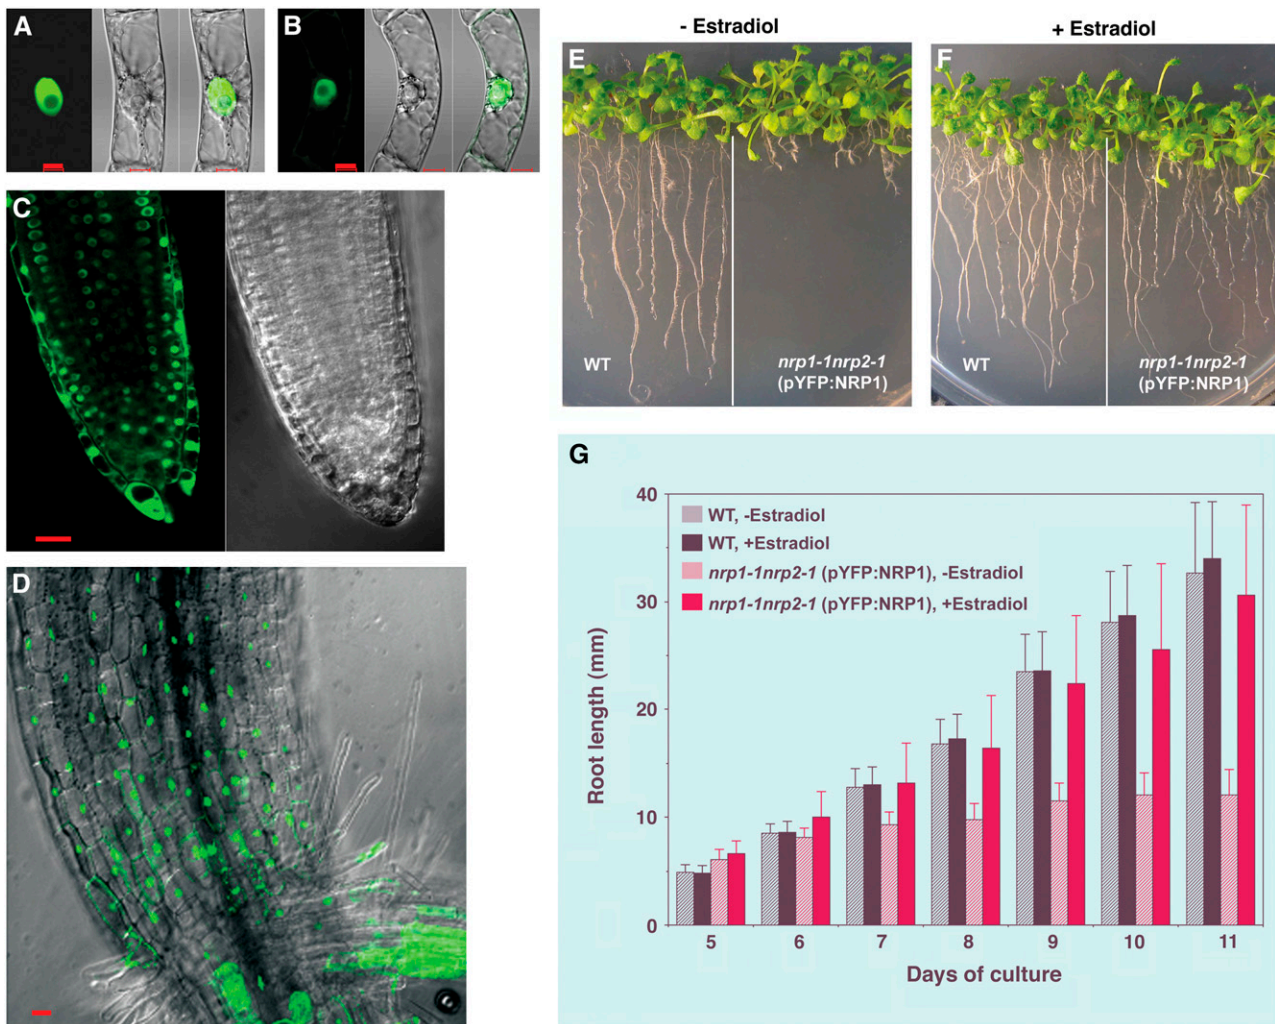 A
B
C
D
- Estradiol
+ Estradiol
E
F
WT
nrp1-1nrp2-1
(pYFP:NRP1)
WT
nrp1-1nrp2-1
(pYFP:NRP1)
G
WT, -Estradiol
WT, +Estradiol
nrp1-1nrp2-1 (pYFP:NRP1), -Estradiol
nrp1-1nrp2-1 (pYFP:NRP1), +Estradiol
Root length (mm)
40
30
20
10
0
5 6 7 8 9 10 11
Days of culture